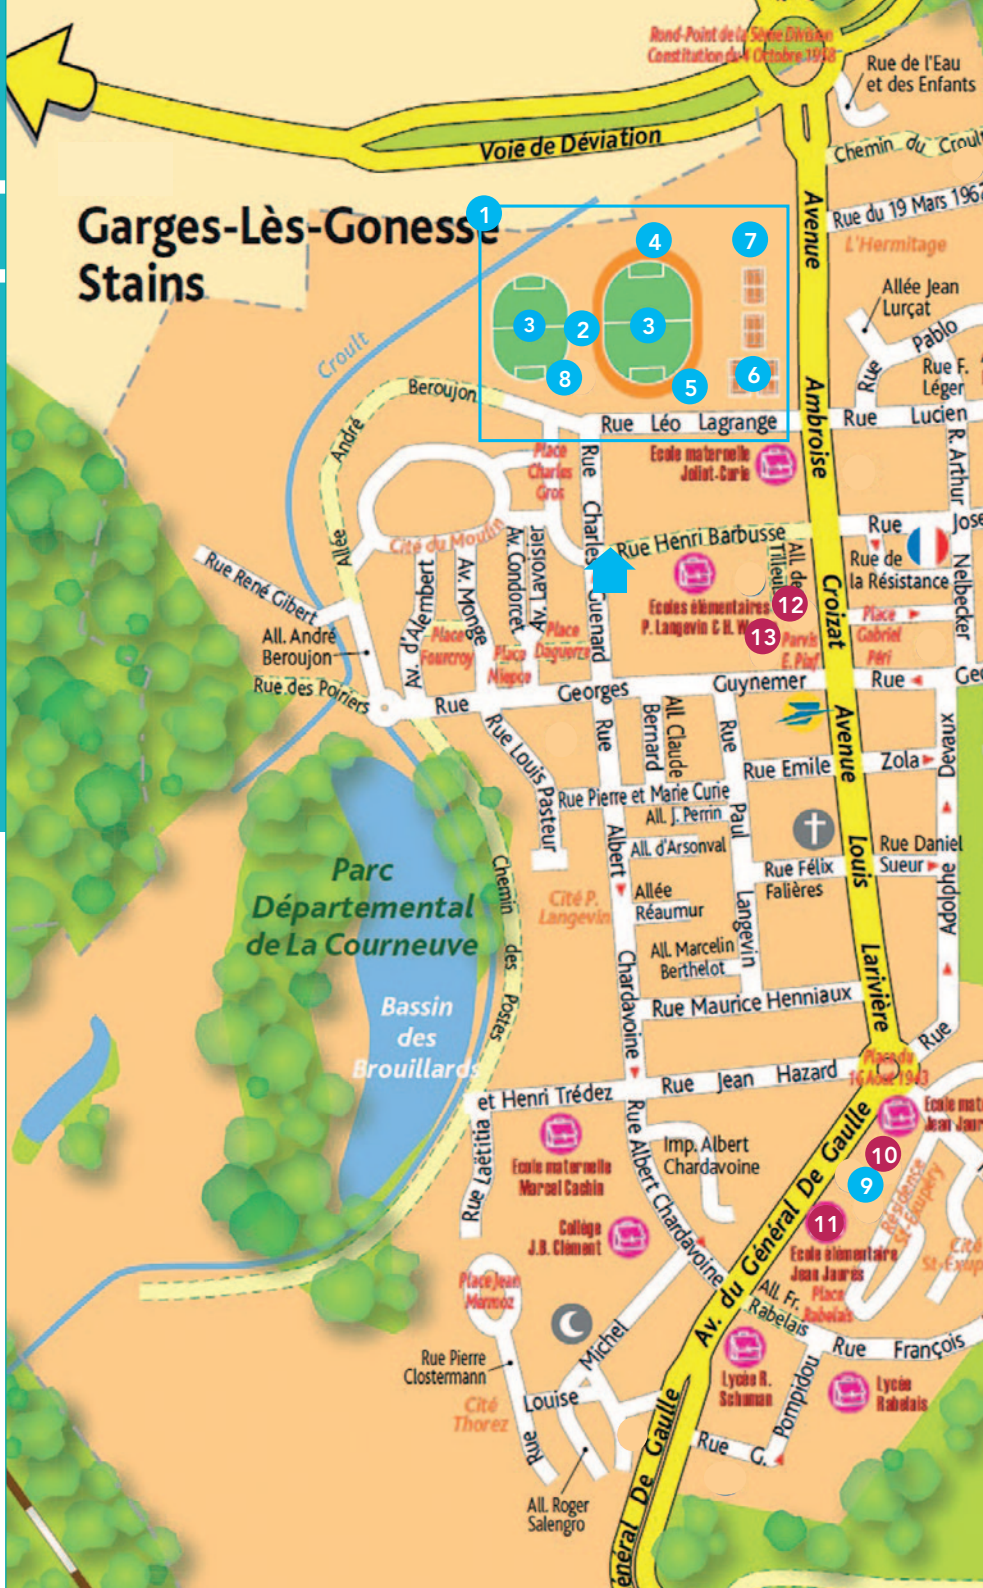 Rond-Point de la 5ème Division
Constitution du 4 Octobre 1958
Rue de l'Eau
et des Enfants
Voie de Déviation
Chemin du Croult
Rue du 19 Mars 1962
L'Hermitage
Garges-Lès-Gonesse
Stains
1
4
7
3
2
3
8
5
6
Croult
Avenue
Ambroise
Croizat
Allée Jean
Lurçat
Rue
Pablo
Rue F.
Léger
Allée
André
Beroujon
Rue Léo Lagrange
Rue Lucien
R. Arthur
Ecole maternelle
Joliot-Curie
Place
Charles
Gros
Rue
Charles
Guenard
Cité du Moulin
Rue Henri Barbusse
All. de
Tilleul
Rue
Rue de
la Résistance
Nelbecker
Rue René Gibert
All. André
Beroujon
Rue des Poiriers
Av. d'Alembert
Av. Monge
Av Condorcet
Av. Lavoisier
Place
Fourcroy
Place
Niepce
Place
Daguerre
Ecoles élémentaires
P. Langevin & H. W
12
13
Parvis
E. Piaf
Place
Gabriel
Péri
Rue
Georges
Guynemer
Rue
Rue Louis Pasteur
Rue
Albert
Chardavoine
All. Claude
Bernard
Rue
Paul
Langevin
Avenue
Louis
Larivière
Rue Emile
Zola
Rue
Adolphe
Davaux
Rue Pierre et Marie Curie
All. J. Perrin
All. d'Arsonval
Rue Félix
Falières
Rue Daniel
Sueur
Allée
Réaumur
All. Marcelin
Berthelot
Rue Maurice Henniaux
Cité P.
Langevin
Chemin
des
Postes
Parc
Départemental
de La Courneuve
Bassin
des
Brouillards
Place du
16 Août 1943
Rue Jean Hazard
Rue Laëtitia
et Henri Trédez
Ecole maternelle
Marcel Cachin
Imp. Albert
Chardavoine
Rue Albert Chardavoine
Collège
J.B. Clément
Av. du Général De Gaulle
10
9
11
Résidence
St-Exupéry
Ecole élémentaire
Jean Jaurès
Place
Rabelais
All. Fr.
Rabelais
Rue François
Place Jean
Mermoz
Rue Pierre
Clostermann
Cité
Thorez
Rue
Louise
Michel
All. Roger
Salengro
Lycée R.
Schuman
Lycée
Rabelais
Rue G.
Pompidou
De Gaulle